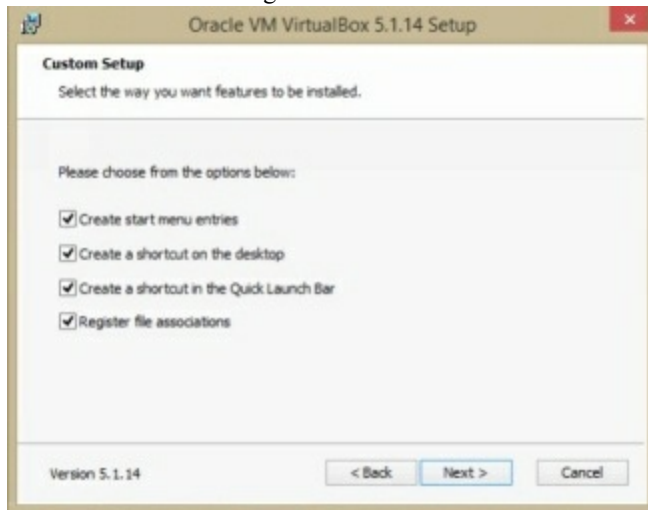 Oracle VM VirtualBox 5.1.14 Setup
Custom Setup
Select the way you want features to be installed.
Please choose from the options below:
Create start menu entries
Create a shortcut on the desktop
Create a shortcut in the Quick Launch Bar
Register file associations
Version 5.1.14
< Back Next > Cancel